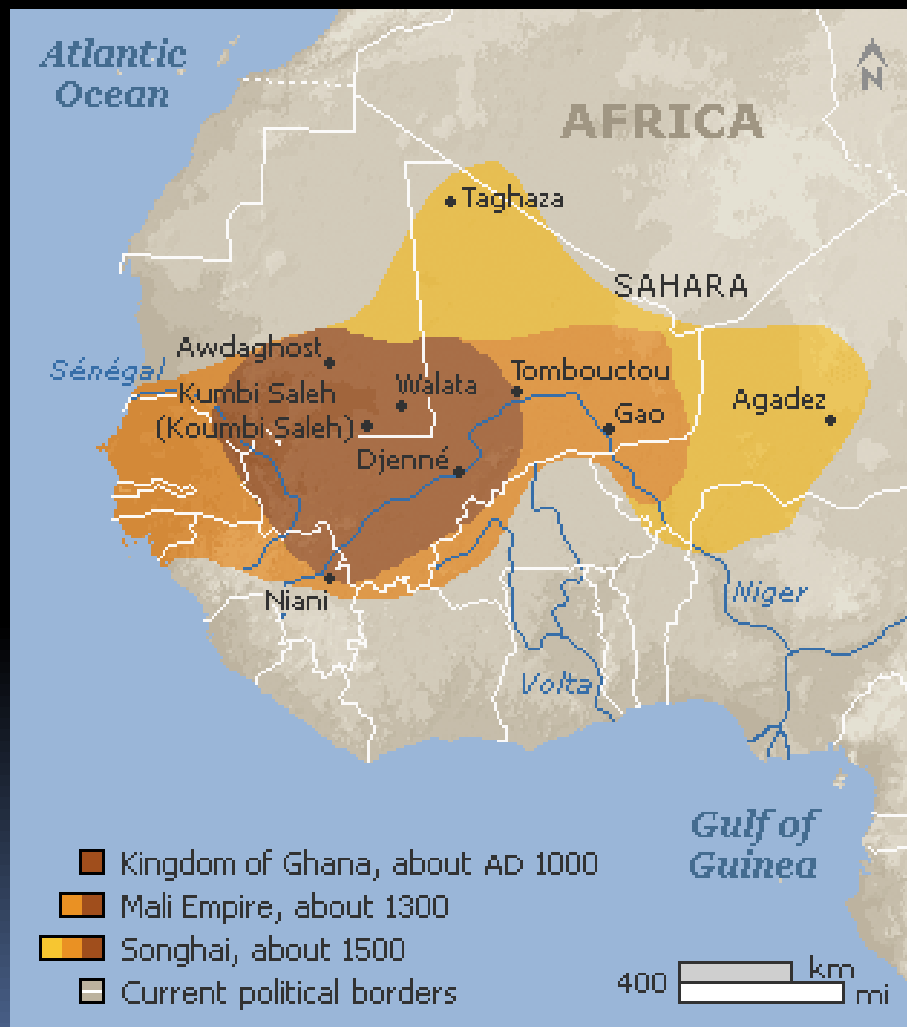 Atlantic
Ocean
N
AFRICA
Taghaza
SAHARA
Awdaghost
Sénégal
Walata
Tombouctou
Kumbi Saleh
(Koumbi Saleh)
Agadez
Gao
Djenné
Niani
Niger
Volta
Gulf of
Guinea
Kingdom of Ghana, about AD 1000
Mali Empire, about 1300
Songhai, about 1500
Current political borders
400 km
mi